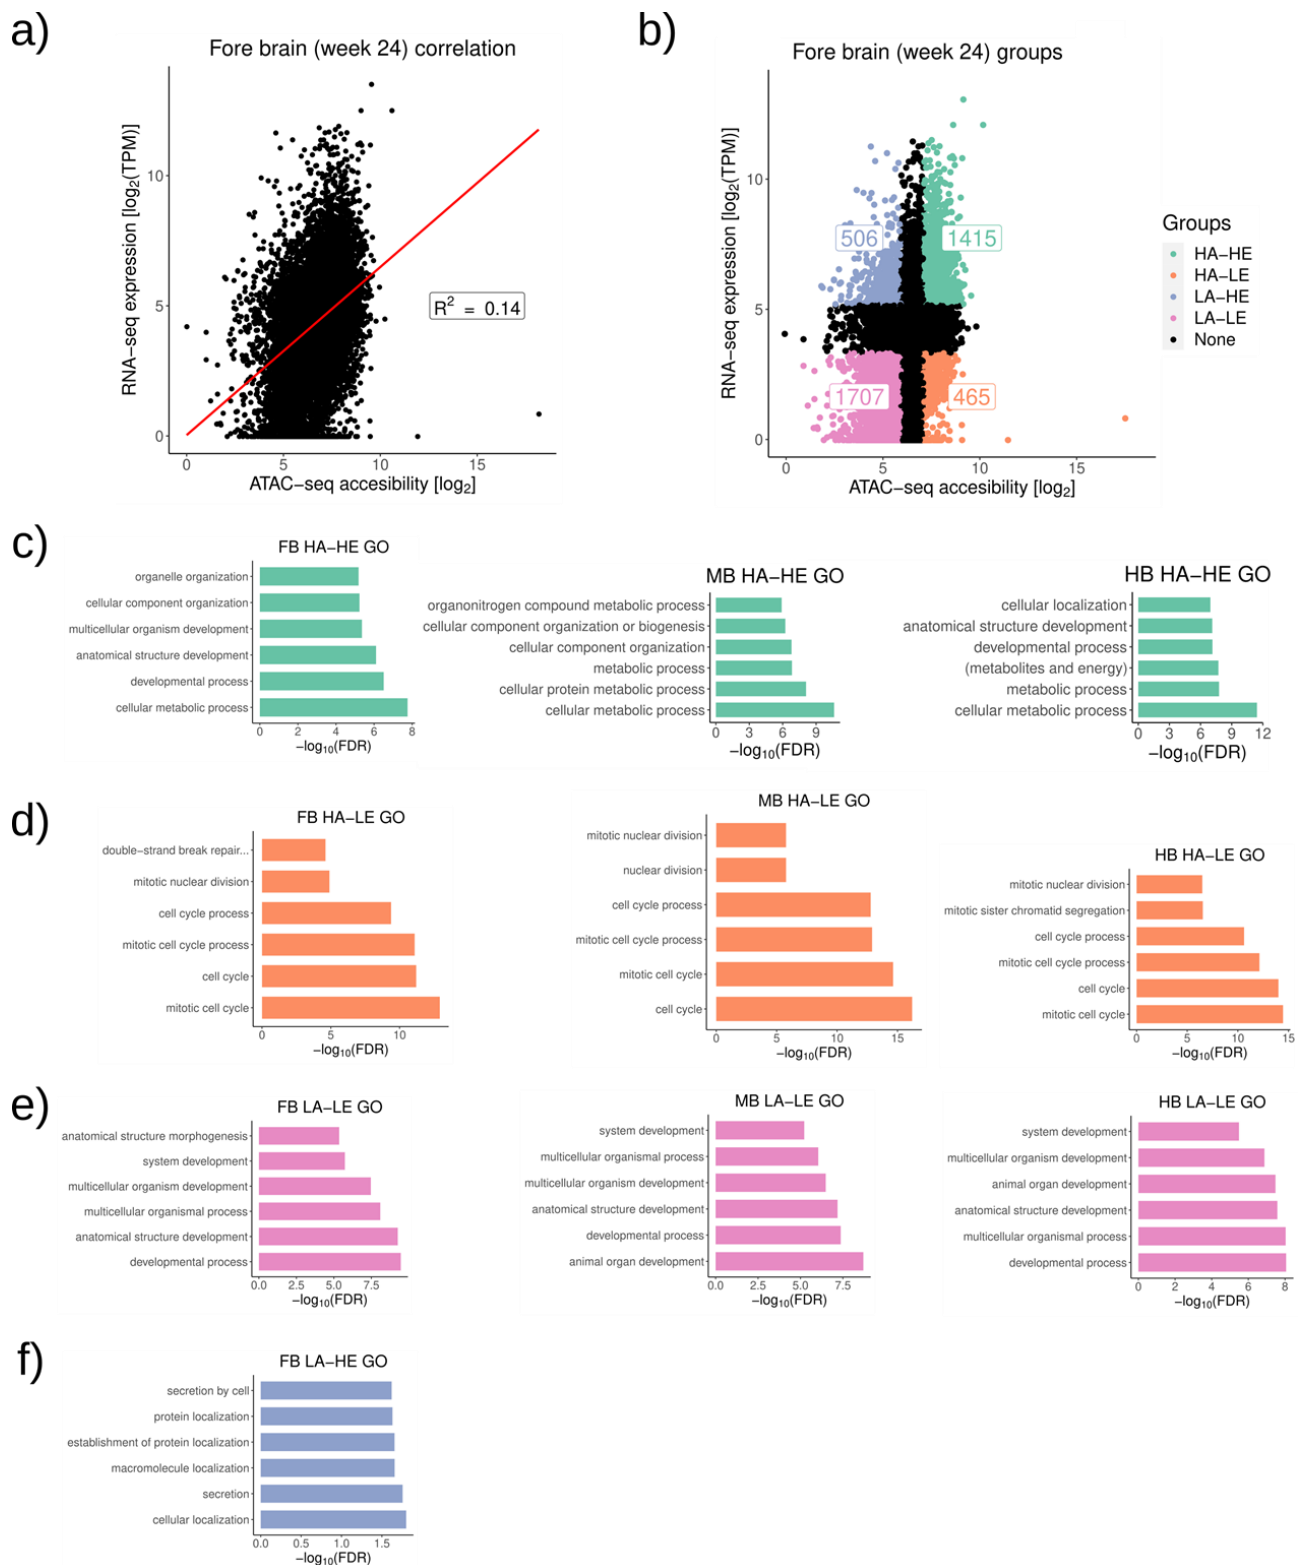 a)
Fore brain (week 24) correlation
RNA−seq expression [log2(TPM)]
10
5
0
R2 = 0.14
0 5 10 15
ATAC−seq accesibility [log2]
b)
Fore brain (week 24) groups
RNA−seq expression [log2(TPM)]
10
5
0
506
1415
1707
465
0 5 10 15
ATAC−seq accesibility [log2]
Groups
HA−HE
HA−LE
LA−HE
LA−LE
None
c)
FB HA−HE GO
organelle organization
cellular component organization
multicellular organism development
anatomical structure development
developmental process
cellular metabolic process
0 2 4 6 8
−log10(FDR)
MB HA−HE GO
organonitrogen compound metabolic process
cellular component organization or biogenesis
cellular component organization
metabolic process
cellular protein metabolic process
cellular metabolic process
0 3 6 9
−log10(FDR)
HB HA−HE GO
cellular localization
anatomical structure development
developmental process
(metabolites and energy)
metabolic process
cellular metabolic process
0 3 6 9 12
−log10(FDR)
d)
FB HA−LE GO
double−strand break repair...
mitotic nuclear division
cell cycle process
mitotic cell cycle process
cell cycle
mitotic cell cycle
0 5 10
−log10(FDR)
MB HA−LE GO
mitotic nuclear division
nuclear division
cell cycle process
mitotic cell cycle process
mitotic cell cycle
cell cycle
0 5 10 15
−log10(FDR)
HB HA−LE GO
mitotic nuclear division
mitotic sister chromatid segregation
cell cycle process
mitotic cell cycle process
cell cycle
mitotic cell cycle
0 5 10 15
−log10(FDR)
e)
FB LA−LE GO
anatomical structure morphogenesis
system development
multicellular organism development
multicellular organismal process
anatomical structure development
developmental process
0.0 2.5 5.0 7.5
−log10(FDR)
MB LA−LE GO
system development
multicellular organismal process
multicellular organism development
anatomical structure development
developmental process
animal organ development
0.0 2.5 5.0 7.5
−log10(FDR)
HB LA−LE GO
system development
multicellular organism development
animal organ development
anatomical structure development
multicellular organismal process
developmental process
0 2 4 6 8
−log10(FDR)
f)
FB LA−HE GO
secretion by cell
protein localization
establishment of protein localization
macromolecule localization
secretion
cellular localization
0.0 0.5 1.0 1.5
−log10(FDR)